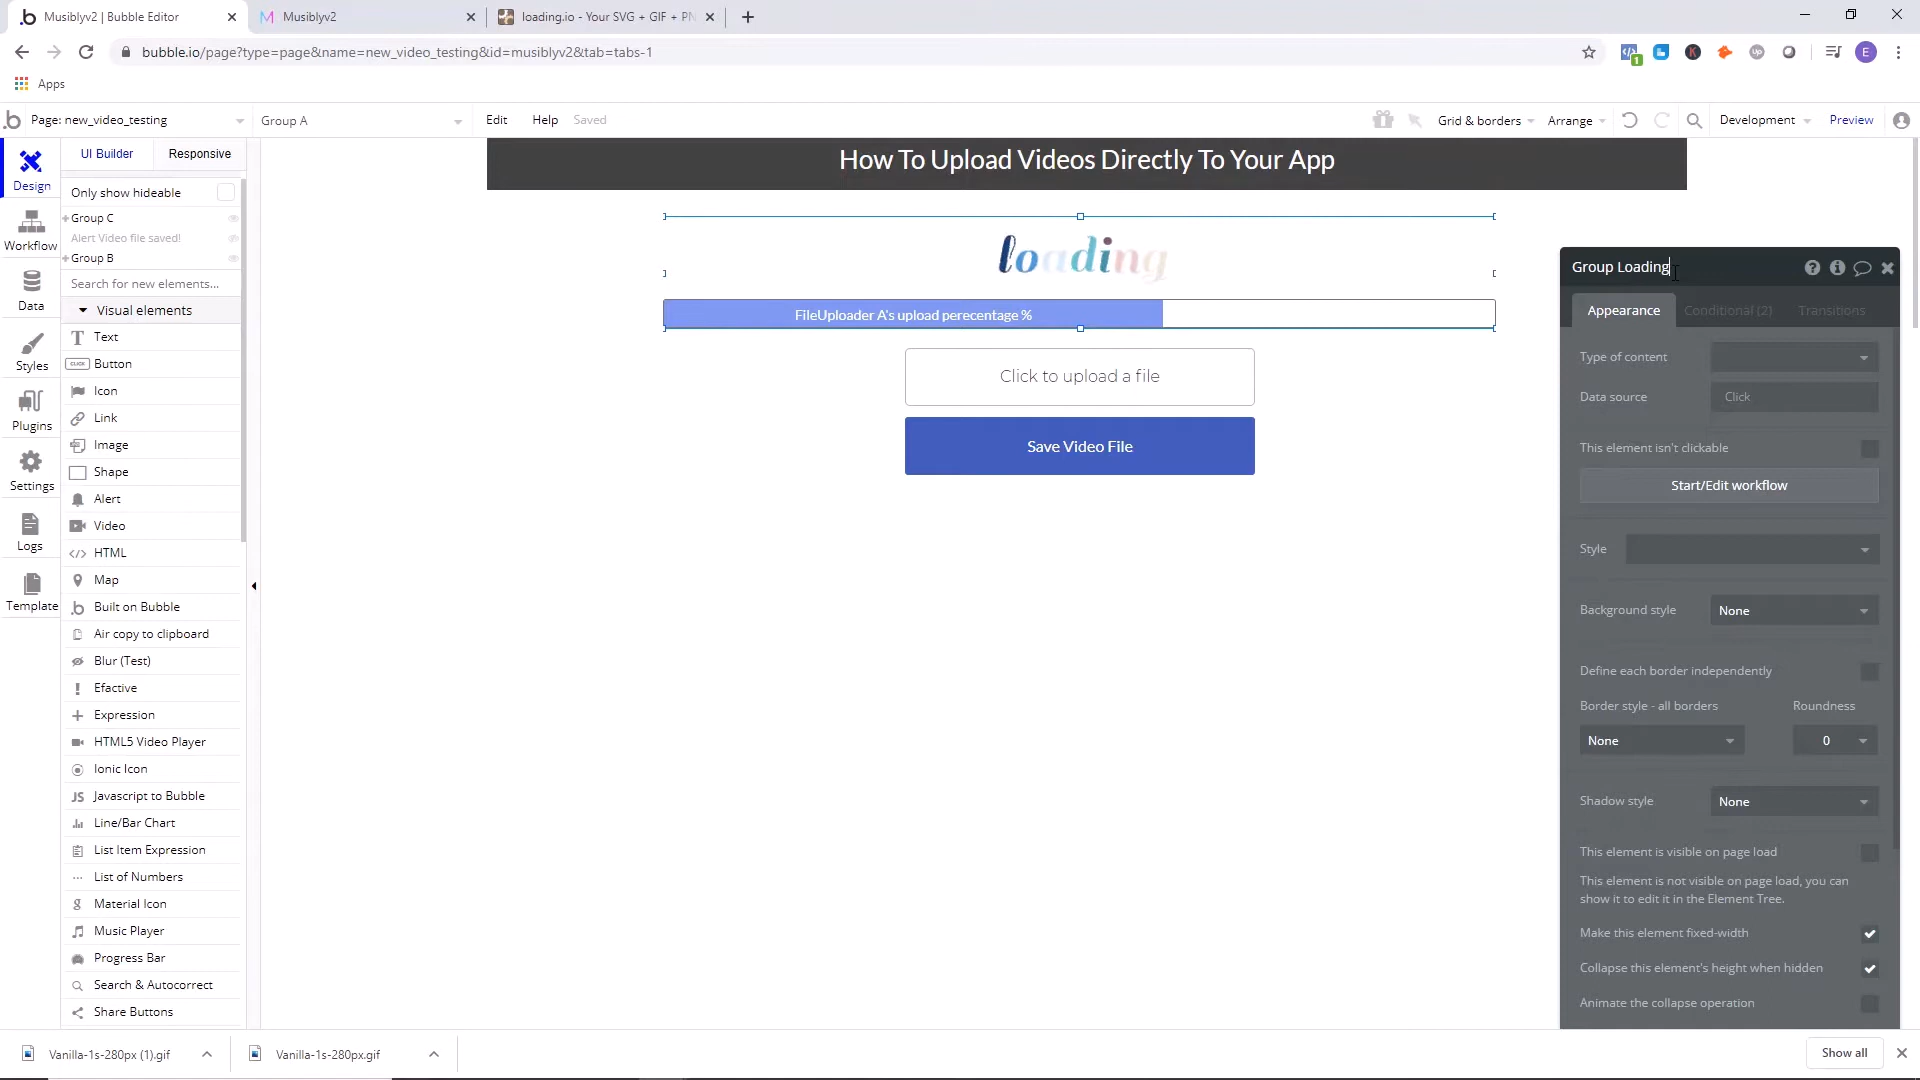 Musiblyv2 | Bubble Editor
Musiblyv2
loading.io - Your SVG + GIF + PN
bubble.io/page?type=page&name=new_video_testing&id=musiblyv2&tab=tabs-1
1
E
Apps
Page: new_video_testing
Group A
Edit
Help
Saved
Grid & borders
Arrange
Development
Preview
Design
Workflow
Data
Styles
Plugins
Settings
Logs
Template
UI Builder
Responsive
Only show hideable
Group C
Alert Video file saved!
Group B
Search for new elements...
Visual elements
Text
CLICK
Button
Icon
Link
Image
Shape
Alert
Video
HTML
Map
Built on Bubble
Air copy to clipboard
Blur (Test)
Efactive
Expression
HTML5 Video Player
Ionic Icon
JS
Javascript to Bubble
Line/Bar Chart
List Item Expression
List of Numbers
Material Icon
Music Player
Progress Bar
Search & Autocorrect
Share Buttons
How To Upload Videos Directly To Your App
loading
FileUploader A's upload perecentage %
Click to upload a file
Save Video File
Group Loading
Appearance
Conditional (2)
Transitions
Type of content
Data source
Click
This element isn't clickable
Start/Edit workflow
Style
Background style
None
Define each border independently
Border style - all borders
Roundness
None
0
Shadow style
None
This element is visible on page load
This element is not visible on page load, you can
show it to edit it in the Element Tree.
Make this element fixed-width
Collapse this element's height when hidden
Animate the collapse operation
Vanilla-1s-280px (1).gif
Vanilla-1s-280px.gif
Show all